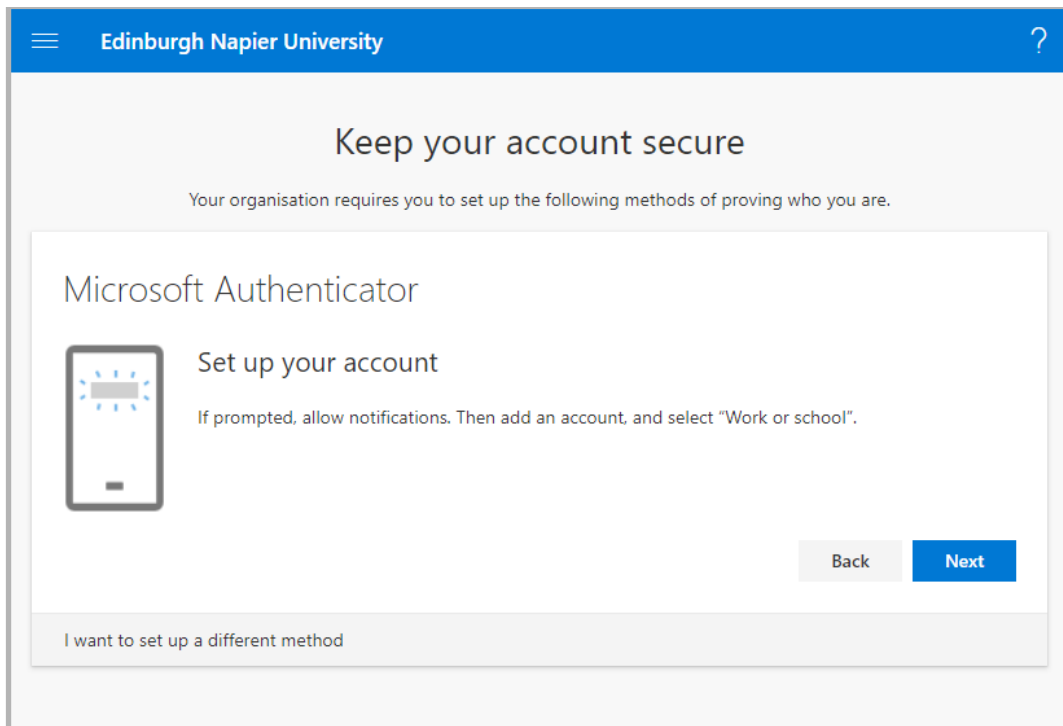 Edinburgh Napier University
?
Keep your account secure
Your organisation requires you to set up the following methods of proving who you are.
Microsoft Authenticator
Set up your account
If prompted, allow notifications. Then add an account, and select “Work or school”.
Back Next
I want to set up a different method